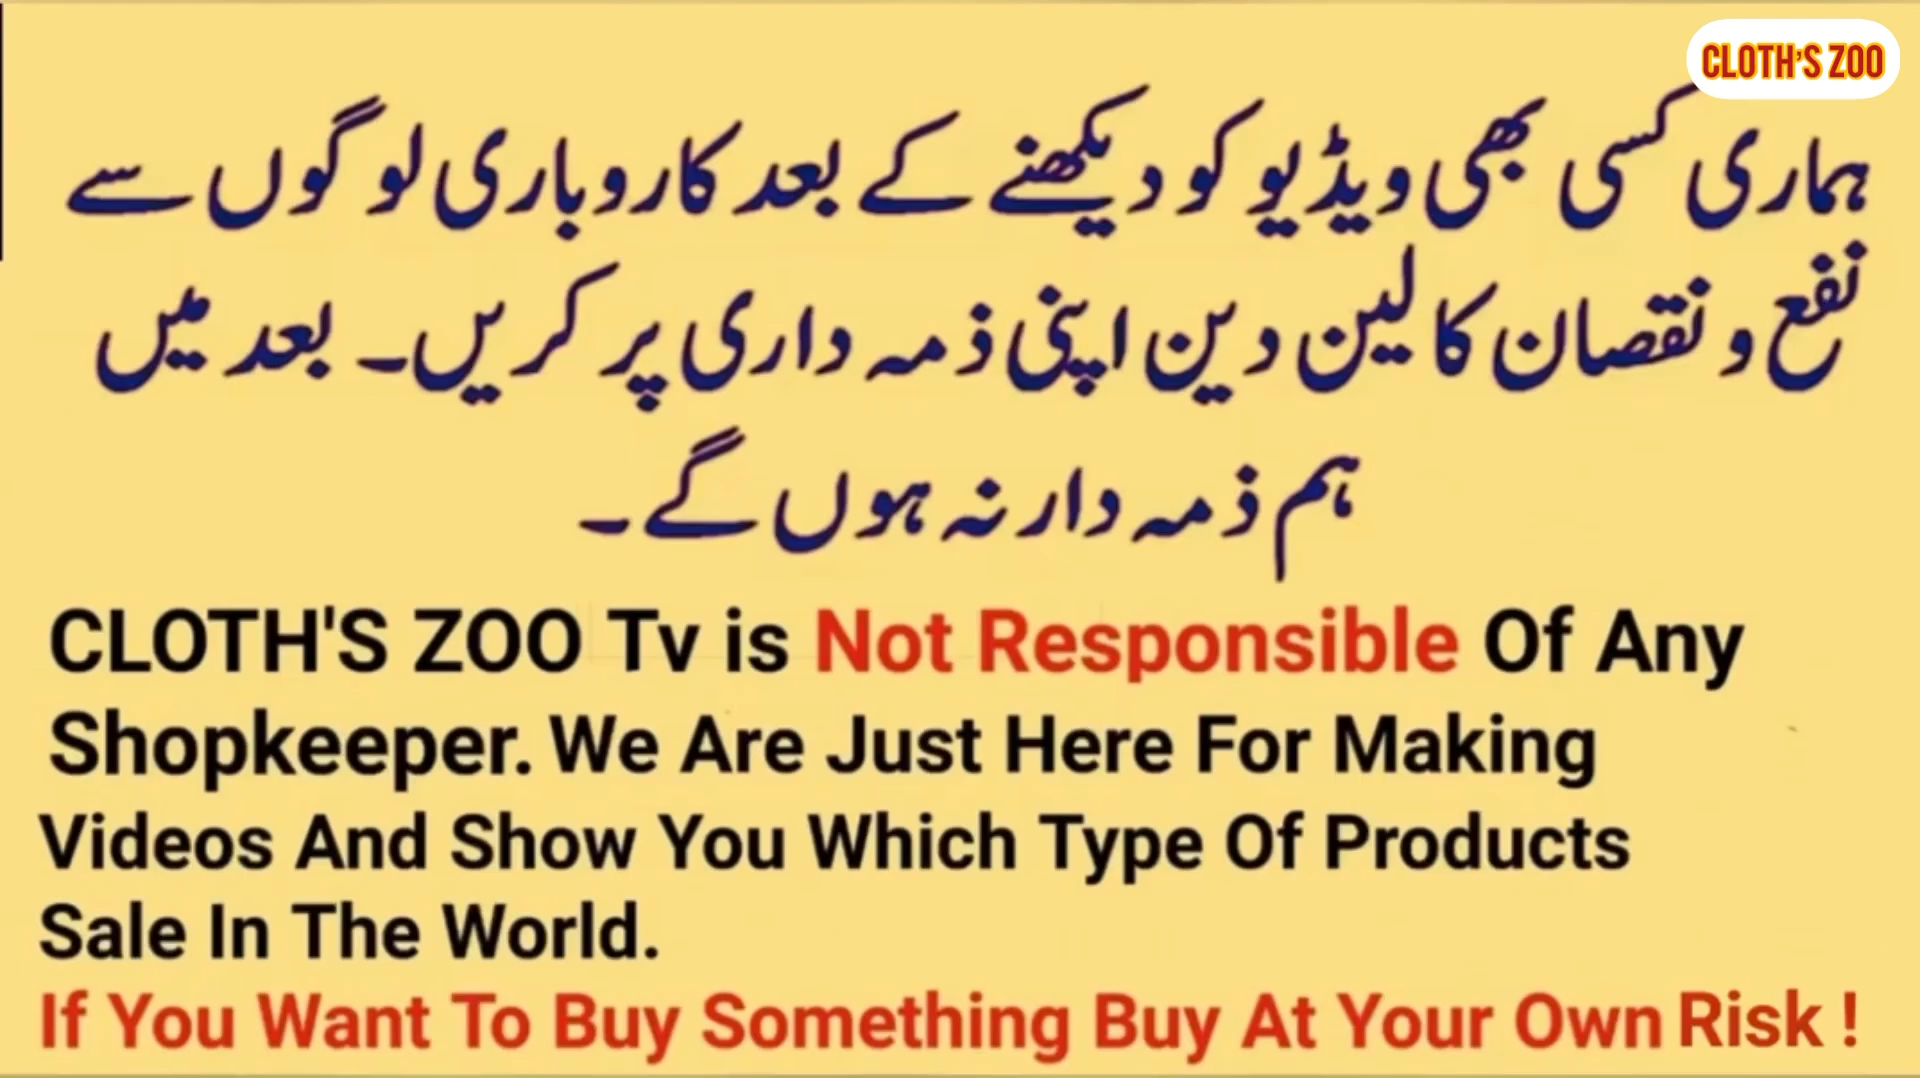 CLOTH'S ZOO
ہماری کسی بھی ویڈیو کو دیکھنے کے بعد کاروباری لوگوں سے
نفع و نقصان کا لین دین اپنی ذمہ داری پر کریں۔ بعد میں
ہم ذمہ دار نہ ہوں گے۔
CLOTH'S ZOO Tv is Not Responsible Of Any
Shopkeeper. We Are Just Here For Making
Videos And Show You Which Type Of Products
Sale In The World.
If You Want To Buy Something Buy At Your Own Risk !